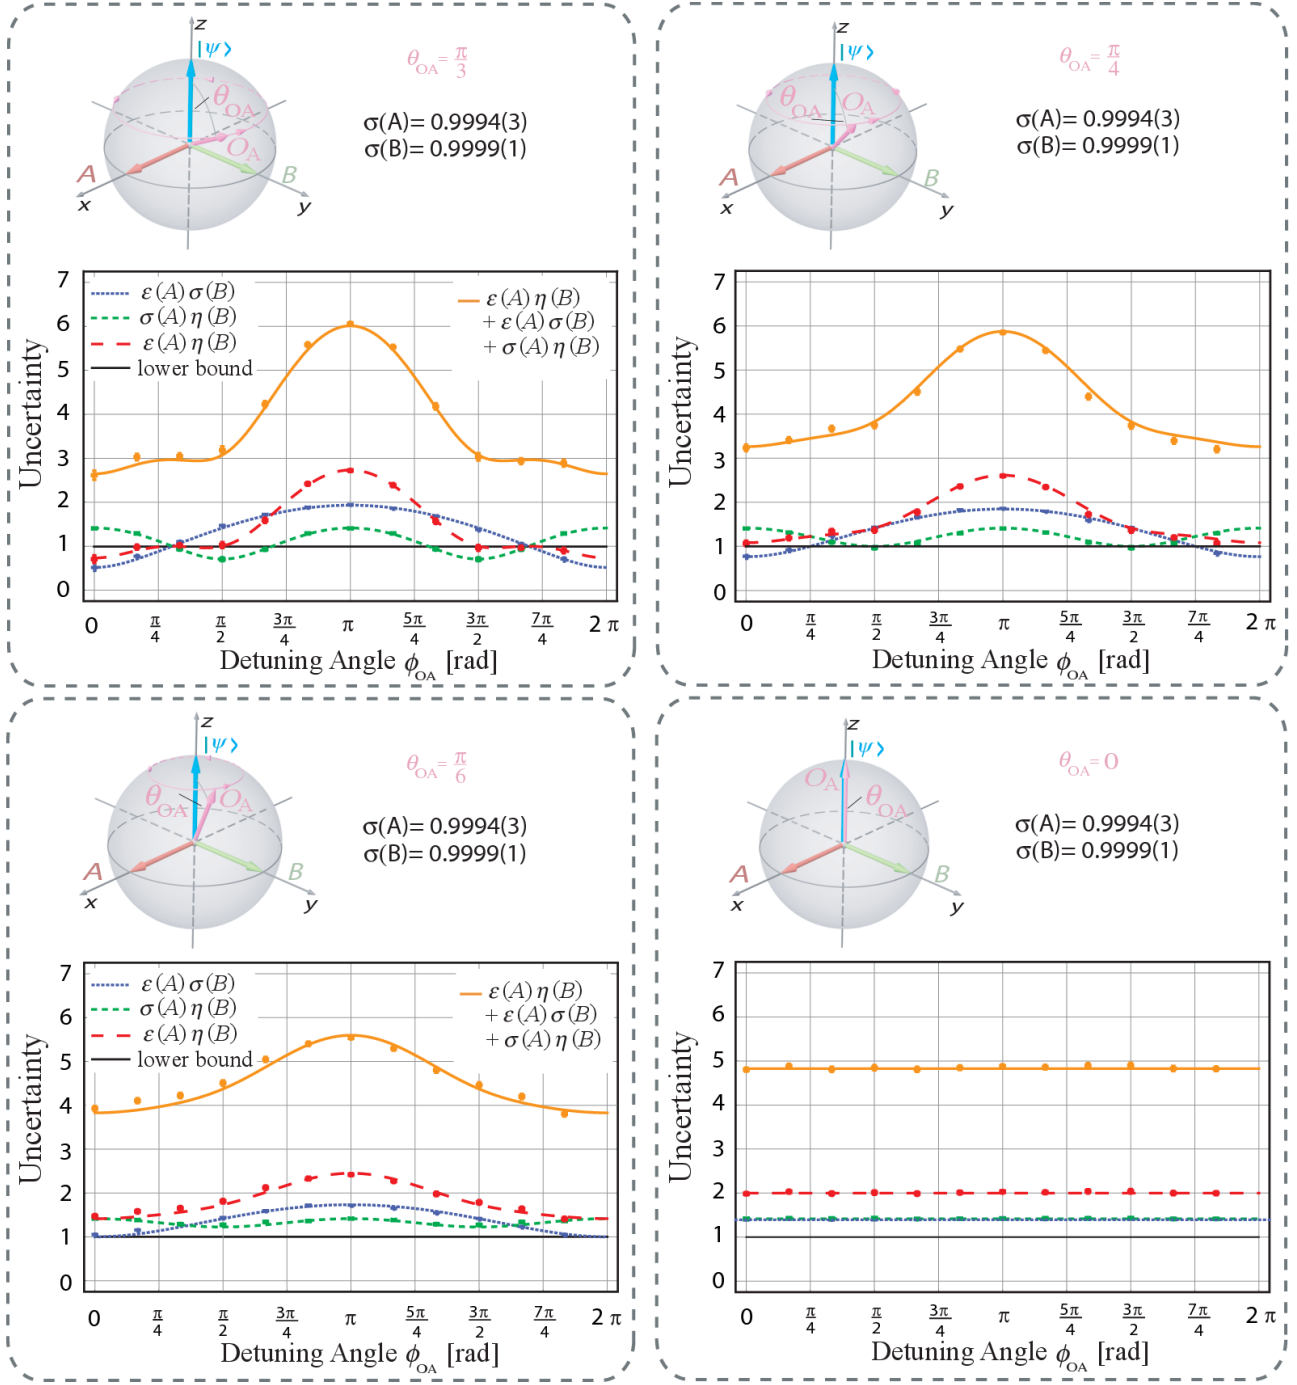 z
|ψ>
θOA
OA
A
B
x
y
θOA= π/3
σ(A)= 0.9994(3)
σ(B)= 0.9999(1)
Uncertainty
7
6
5
4
3
2
1
0
ε(A)σ(B)
σ(A)η(B)
ε(A)η(B)
lower bound
ε(A)η(B)
+ε(A)σ(B)
+σ(A)η(B)
0 π/4 π/2 3π/4 π 5π/4 3π/2 7π/4 2π
Detuning Angle ϕOA [rad]
z
|ψ>
θOA
OA
A
B
x
y
θOA= π/4
σ(A)= 0.9994(3)
σ(B)= 0.9999(1)
Uncertainty
7
6
5
4
3
2
1
0
0 π/4 π/2 3π/4 π 5π/4 3π/2 7π/4 2π
Detuning Angle ϕOA [rad]
z
|ψ>
θOA
OA
A
B
x
y
θOA= π/6
σ(A)= 0.9994(3)
σ(B)= 0.9999(1)
Uncertainty
7
6
5
4
3
2
1
0
ε(A)σ(B)
σ(A)η(B)
ε(A)η(B)
lower bound
ε(A)η(B)
+ε(A)σ(B)
+σ(A)η(B)
0 π/4 π/2 3π/4 π 5π/4 3π/2 7π/4 2π
Detuning Angle ϕOA [rad]
z
|ψ>
OA
θOA
A
B
x
y
θOA= 0
σ(A)= 0.9994(3)
σ(B)= 0.9999(1)
Uncertainty
7
6
5
4
3
2
1
0
0 π/4 π/2 3π/4 π 5π/4 3π/2 7π/4 2π
Detuning Angle ϕOA [rad]